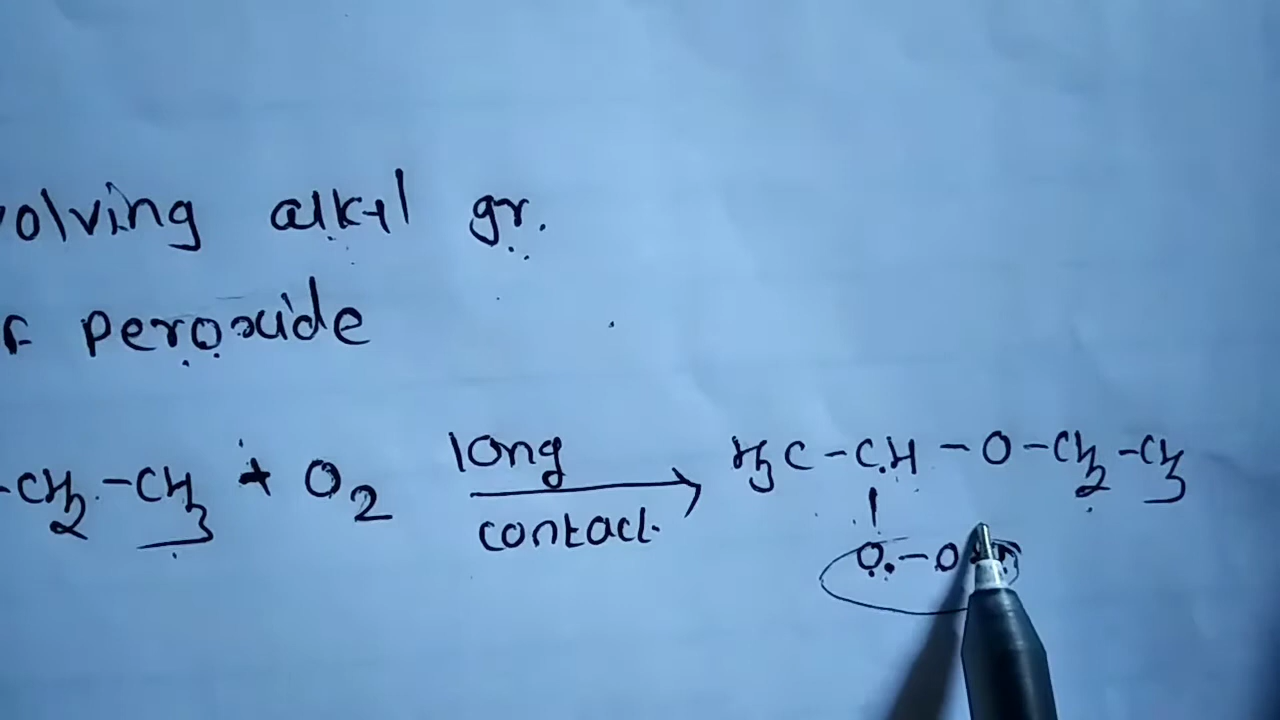 olving alkyl gr.
F peroxide
-CH2-CH3 + O2 long contact H3C-CH-O-CH2-CH3
O-O